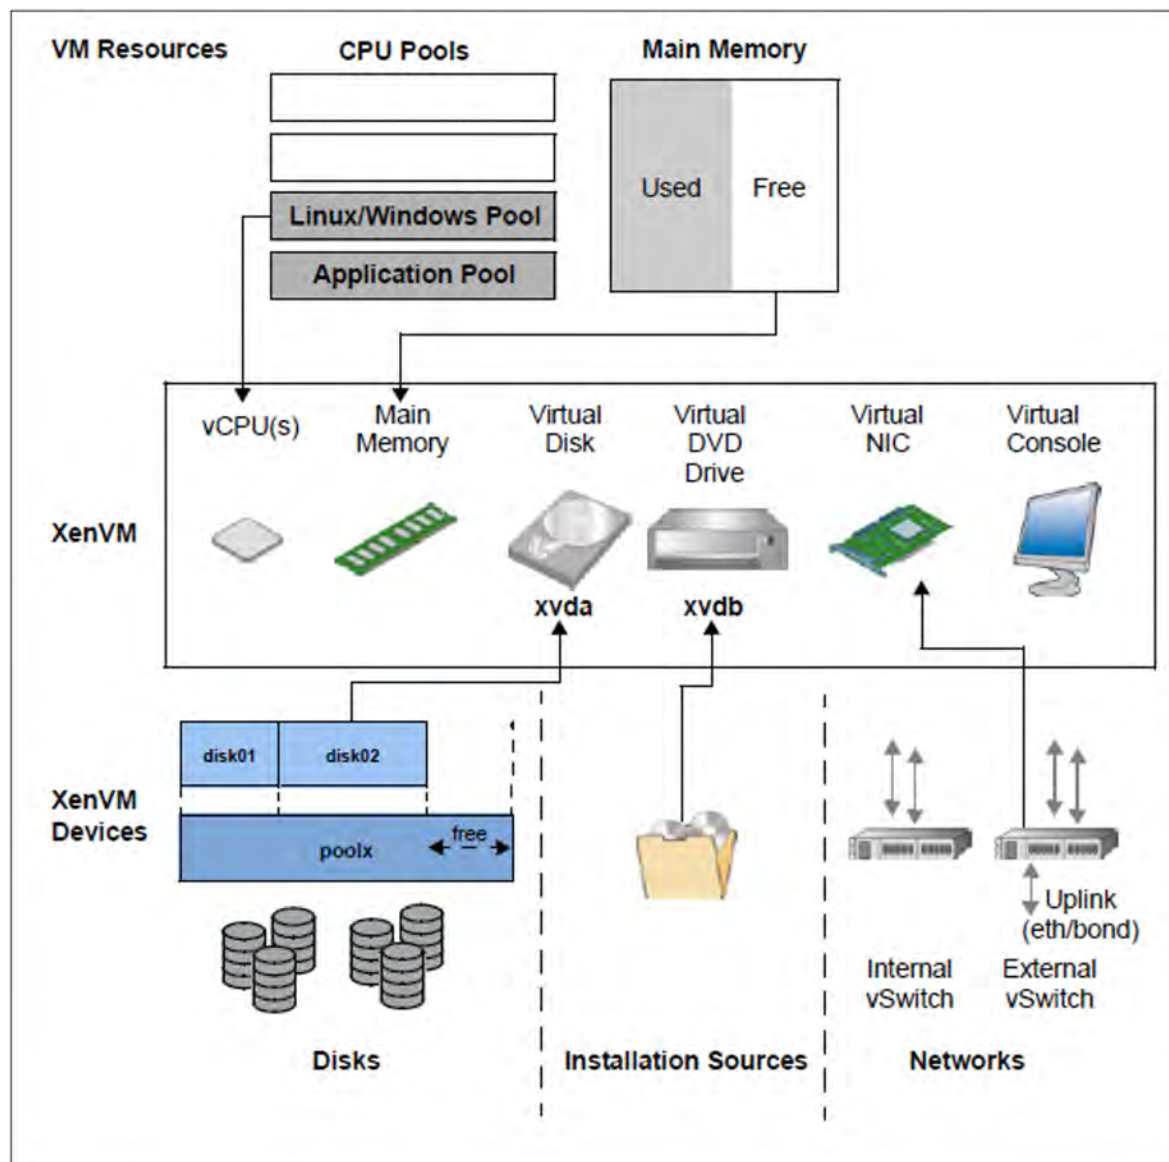 VM Resources
CPU Pools
Main Memory
Linux/Windows Pool
Application Pool
Used
Free
vCPU(s)
Main
Memory
Virtual
Disk
Virtual
DVD
Drive
Virtual
NIC
Virtual
Console
XenVM
xvda
xvdb
disk01
disk02
XenVM
Devices
free
poolx
Uplink
(eth/bond)
Internal
vSwitch
External
vSwitch
Disks
Installation Sources
Networks